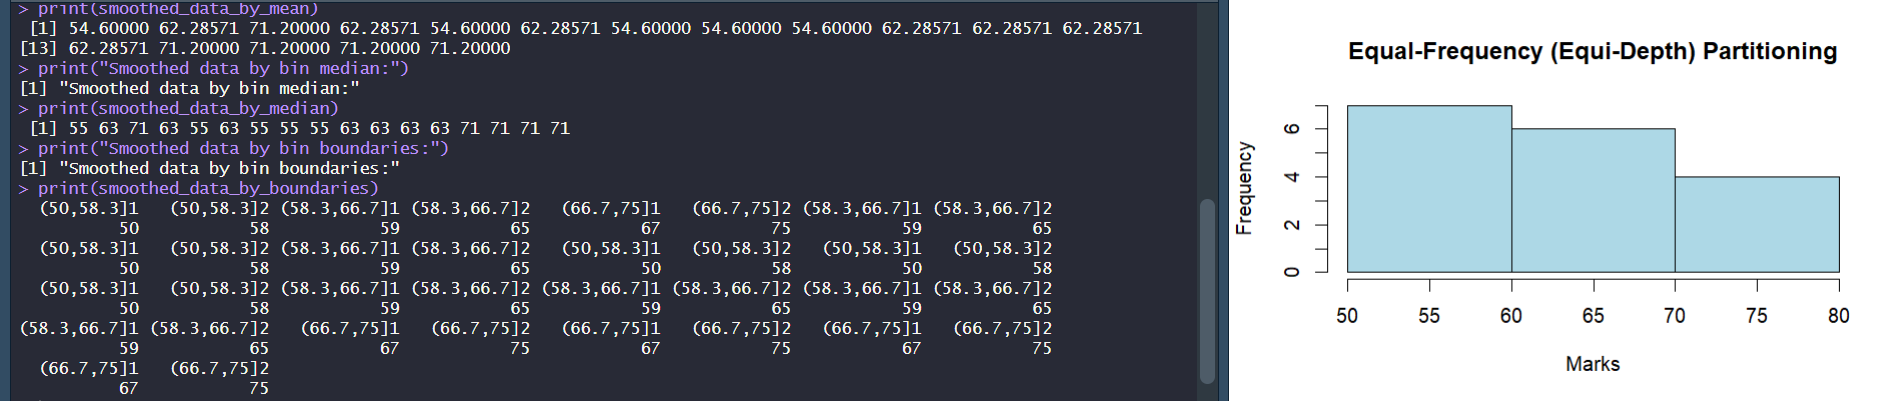 > print(smoothed_data_by_mean)
[1] 54.60000 62.28571 71.20000 62.28571 54.60000 62.28571 54.60000 54.60000 54.60000 62.28571 62.28571 62.28571
[13] 62.28571 71.20000 71.20000 71.20000 71.20000
> print("Smoothed data by bin median:")
[1] "Smoothed data by bin median:"
> print(smoothed_data_by_median)
[1] 55 63 71 63 55 63 55 55 55 63 63 63 63 71 71 71 71
> print("Smoothed data by bin boundaries:")
[1] "Smoothed data by bin boundaries:"
> print(smoothed_data_by_boundaries)
(50,58.3]1 (50,58.3]2 (58.3,66.7]1 (58.3,66.7]2 (66.7,75]1 (66.7,75]2 (58.3,66.7]1 (58.3,66.7]2
50 58 59 65 67 75 59 65
(50,58.3]1 (50,58.3]2 (58.3,66.7]1 (58.3,66.7]2 (50,58.3]1 (50,58.3]2 (50,58.3]1 (50,58.3]2
50 58 59 65 50 58 50 58
(50,58.3]1 (50,58.3]2 (58.3,66.7]1 (58.3,66.7]2 (58.3,66.7]1 (58.3,66.7]2 (58.3,66.7]1 (58.3,66.7]2
50 58 59 65 59 65 59 65
(58.3,66.7]1 (58.3,66.7]2 (66.7,75]1 (66.7,75]2 (66.7,75]1 (66.7,75]2 (66.7,75]1 (66.7,75]2
59 65 67 75 67 75 67 75
(66.7,75]1 (66.7,75]2
67 75
Equal-Frequency (Equi-Depth) Partitioning
Frequency
6
4
2
0
50 55 60 65 70 75 80
Marks